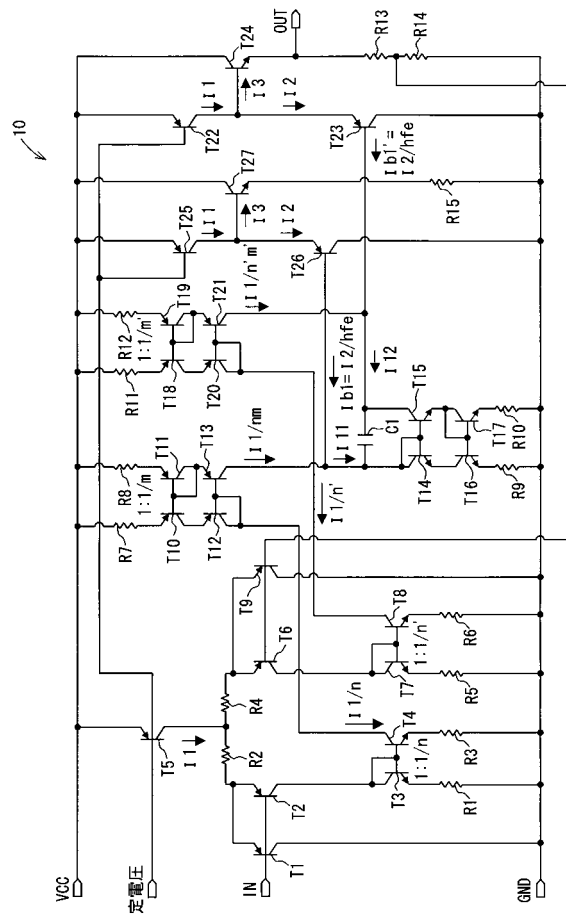 10
VCC
定電圧
IN
GND
OUT
T5
I1
R2
R4
T1
T2
T6
T9
T3
T4
1:1/n
I1/n
R1
R3
T7
T8
1:1/n'
I1/n'
R5
R6
R7
R8
1:1/m
T10
T11
T12
T13
I1/nm
R11
R12
1:1/m'
T18
T19
T20
T21
I1/n'm'
I11
I12
C1
Ib1=I2/hfe
T14
T15
T16
T17
R9
R10
T25
I1
I3
T27
I2
T26
R15
T22
I1
I3
T24
I2
T23
Ib1'=
I2/hfe
R13
R14